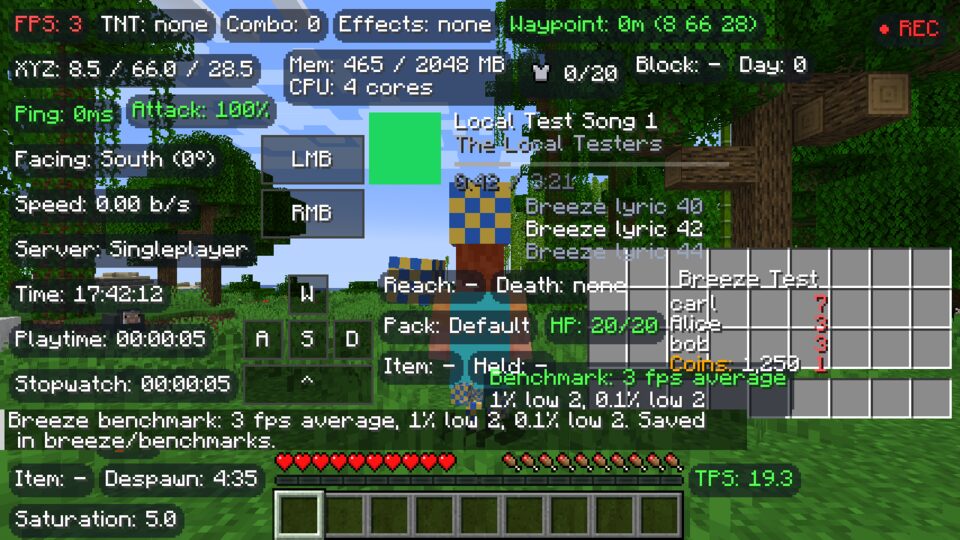 FPS: 3 TNT: none Combo: 0 Effects: none Waypoint: 0m (8 66 28) ● REC
XYZ: 8.5 / 66.0 / 28.5 Mem: 465 / 2048 MB 0/20 Block: - Day: 0
CPU: 4 cores
Ping: 0ms Attack: 100%
Local Test Song 1
The Local Testers
Facing: South (0°) LMB
0:42 / 3:21
Speed: 0.00 b/s RMB
Breeze lyric 40
Breeze lyric 42
Breeze lyric 44
Server: Singleplayer
Reach: - Death: none
Breeze Test
Time: 17:42:12 W
carl 7
Alice 3
bob 3
Coins: 1,250 1
Pack: Default HP: 20/20
Playtime: 00:00:05 A S D
Item: - Held: -
Stopwatch: 00:00:05 ^
Benchmark: 3 fps average
1% low 2, 0.1% low 2
Breeze benchmark: 3 fps average, 1% low 2, 0.1% low 2. Saved
in breeze/benchmarks.
Item: - Despawn: 4:35 TPS: 19.3
Saturation: 5.0